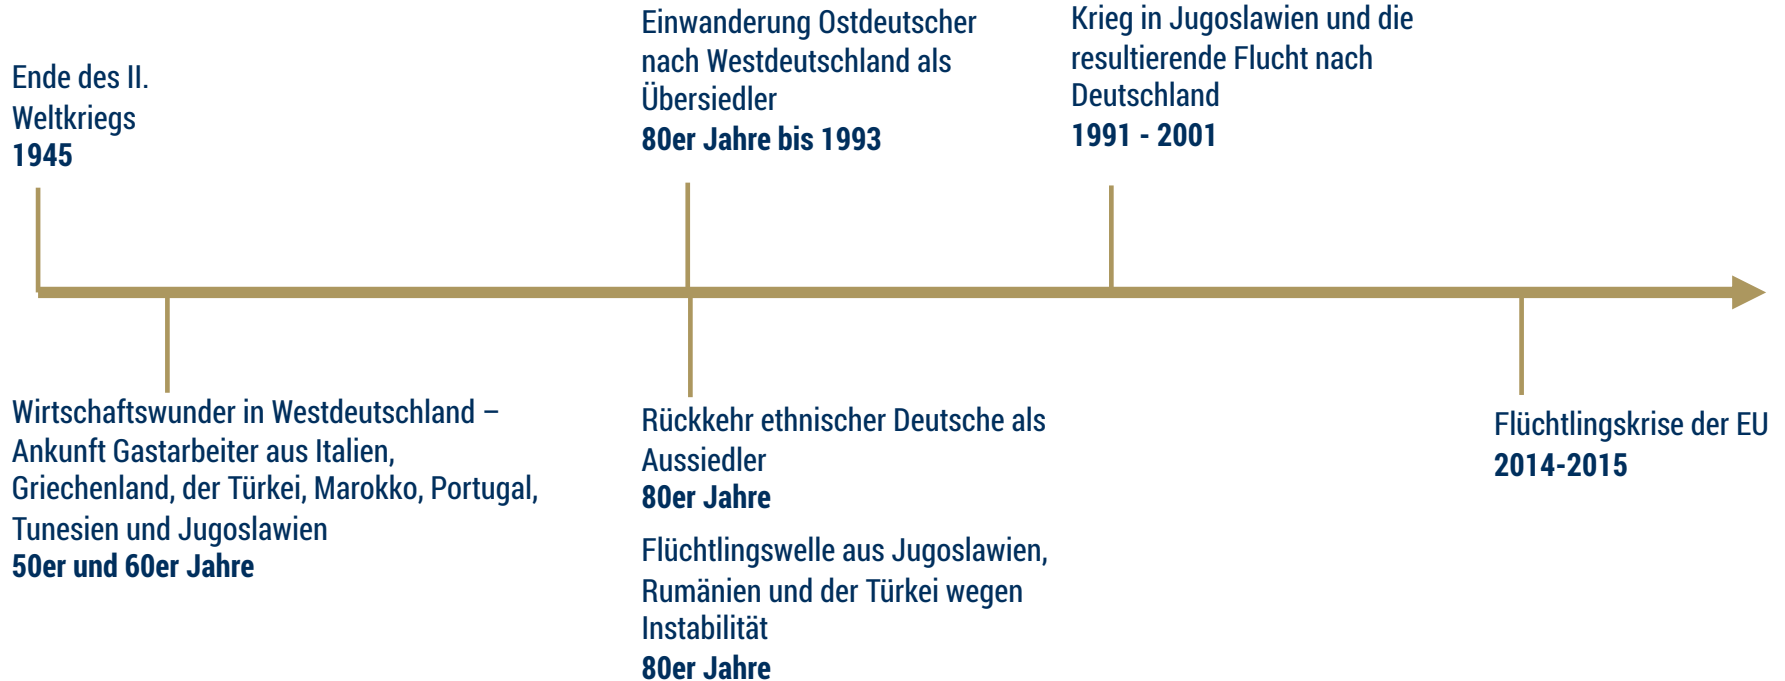 Ende des II.
Weltkriegs
1945
Einwanderung Ostdeutscher
nach Westdeutschland als
Übersiedler
80er Jahre bis 1993
Krieg in Jugoslawien und die
resultierende Flucht nach
Deutschland
1991 - 2001
Wirtschaftswunder in Westdeutschland –
Ankunft Gastarbeiter aus Italien,
Griechenland, der Türkei, Marokko, Portugal,
Tunesien und Jugoslawien
50er und 60er Jahre
Rückkehr ethnischer Deutsche als
Aussiedler
80er Jahre
Flüchtlingswelle aus Jugoslawien,
Rumänien und der Türkei wegen
Instabilität
80er Jahre
Flüchtlingskrise der EU
2014-2015